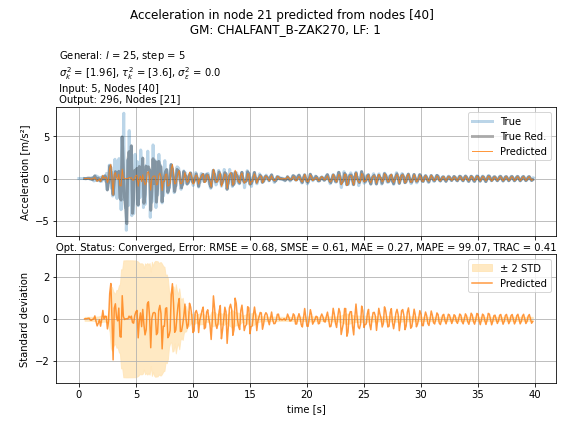 Acceleration in node 21 predicted from nodes [40]
GM: CHALFANT_B-ZAK270, LF: 1
General: l = 25, step = 5
σ²ₖ = [1.96], τ²ₖ = [3.6], σ²ε = 0.0
Input: 5, Nodes [40]
Output: 296, Nodes [21]
True
True Red.
Predicted
Acceleration [m/s²]
5
0
−5
Opt. Status: Converged, Error: RMSE = 0.68, SMSE = 0.61, MAE = 0.27, MAPE = 99.07, TRAC = 0.41
± 2 STD
Predicted
Standard deviation
2
0
−2
0 5 10 15 20 25 30 35 40
time [s]